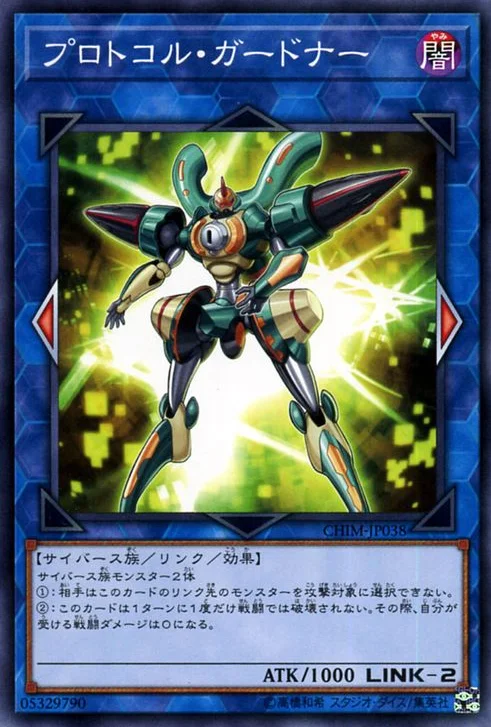 プロトコル・ガードナー
闇
CHIM-JP038
【サイバース族/リンク/効果】
サイバース族モンスター2体
①:相手はこのカードのリンク先のモンスターを攻撃対象に選択できない。
②:このカードは1ターンに1度だけ戦闘では破壊されない。その際、自分が
受ける戦闘ダメージは0になる。
ATK/1000 LINK-2
05329790
©高橋和希 スタジオ・ダイス/集英社